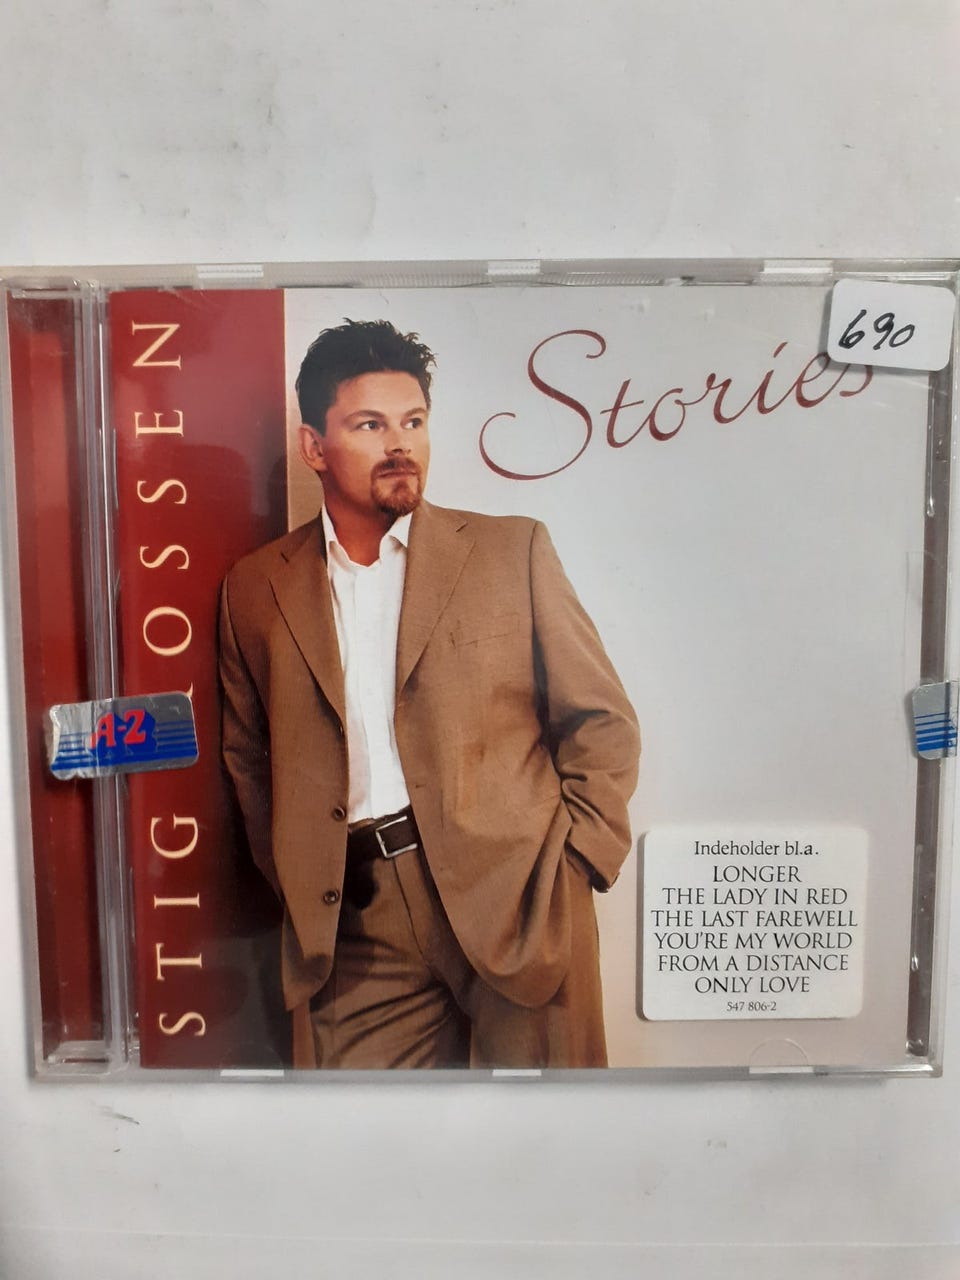 STIG ROSSEN
Stories
690
A-Z
Indeholder bl.a.
LONGER
THE LADY IN RED
THE LAST FAREWELL
YOU'RE MY WORLD
FROM A DISTANCE
ONLY LOVE
547 806-2